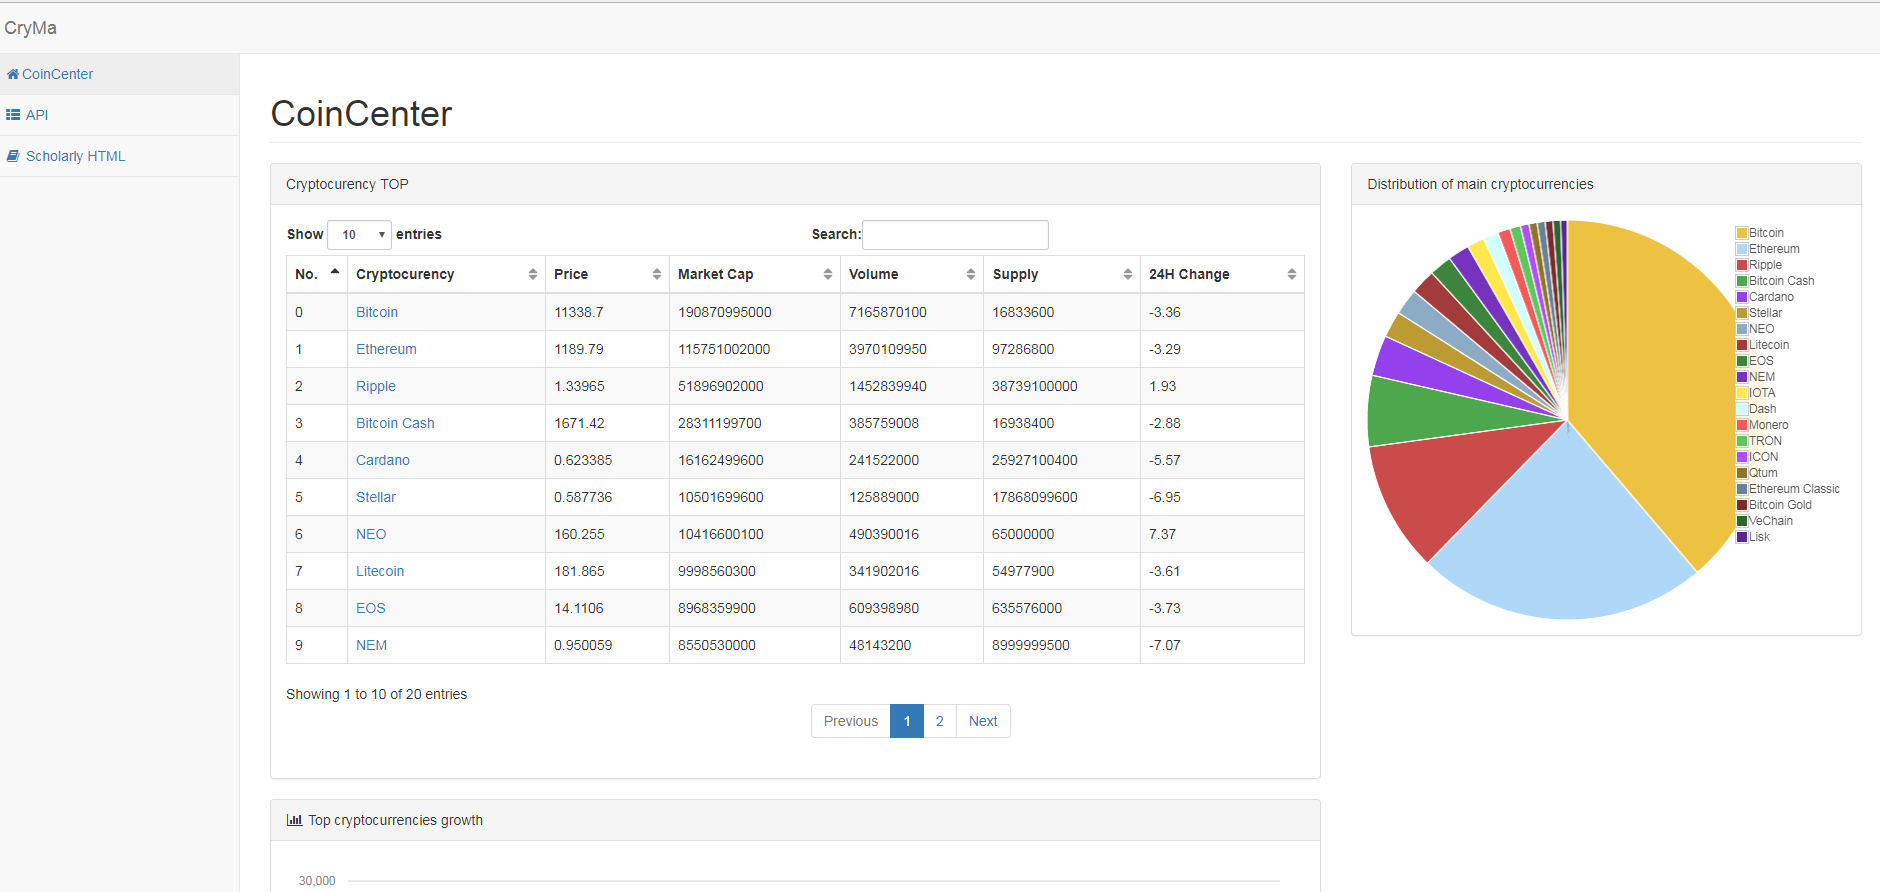 CryMa
CoinCenter
API
Scholarly HTML
CoinCenter
Cryptocurency TOP
Show 10 entries
Search:
No. Cryptocurency Price Market Cap Volume Supply 24H Change
0 Bitcoin 11338.7 190870995000 7165870100 16833600 -3.36
1 Ethereum 1189.79 115751002000 3970109950 97286800 -3.29
2 Ripple 1.33965 51896902000 1452839940 38739100000 1.93
3 Bitcoin Cash 1671.42 28311199700 385759008 16938400 -2.88
4 Cardano 0.623385 16162499600 241522000 25927100400 -5.57
5 Stellar 0.587736 10501699600 125889000 17868099600 -6.95
6 NEO 160.255 10416600100 490390016 65000000 7.37
7 Litecoin 181.865 9998560300 341902016 54977900 -3.61
8 EOS 14.1106 8968359900 609398980 635576000 -3.73
9 NEM 0.950059 8550530000 48143200 8999999500 -7.07
Showing 1 to 10 of 20 entries
Previous 1 2 Next
Distribution of main cryptocurrencies
Bitcoin
Ethereum
Ripple
Bitcoin Cash
Cardano
Stellar
NEO
Litecoin
EOS
NEM
IOTA
Dash
Monero
TRON
ICON
Qtum
Ethereum Classic
Bitcoin Gold
VeChain
Lisk
Top cryptocurrencies growth
30,000